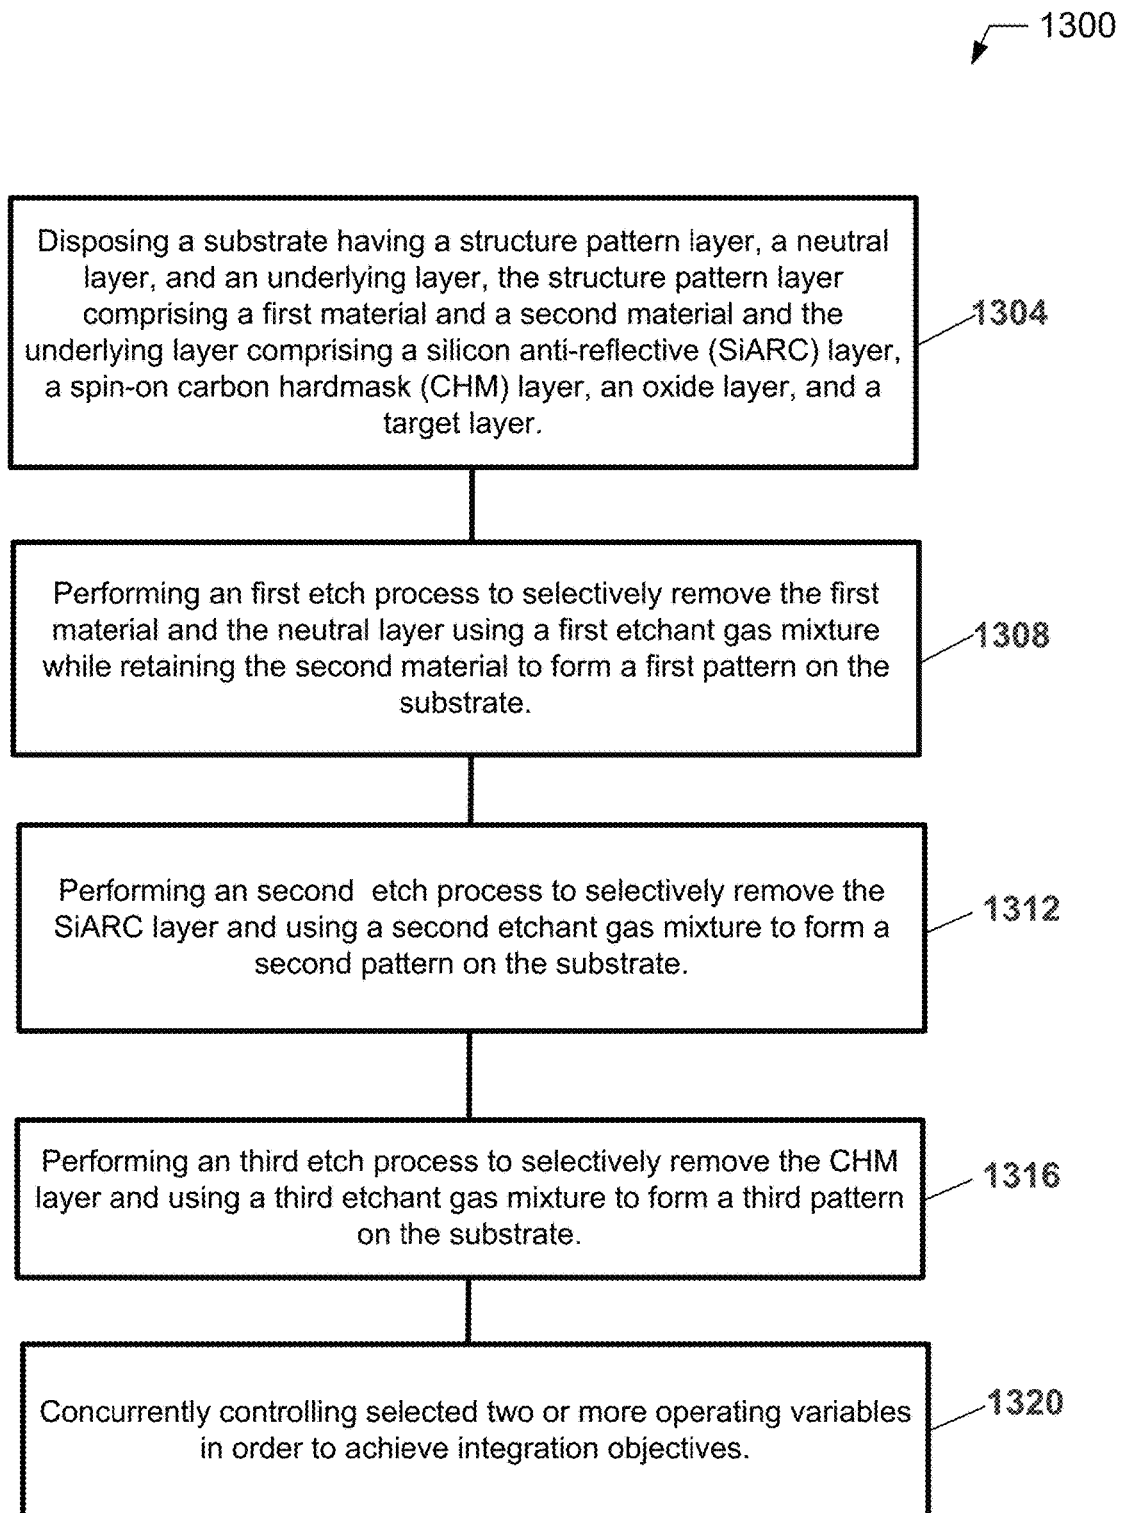 1300
Disposing a substrate having a structure pattern layer, a neutral
layer, and an underlying layer, the structure pattern layer
comprising a first material and a second material and the
underlying layer comprising a silicon anti-reflective (SiARC) layer,
a spin-on carbon hardmask (CHM) layer, an oxide layer, and a
target layer.
1304
Performing an first etch process to selectively remove the first
material and the neutral layer using a first etchant gas mixture
while retaining the second material to form a first pattern on the
substrate.
1308
Performing an second etch process to selectively remove the
SiARC layer and using a second etchant gas mixture to form a
second pattern on the substrate.
1312
Performing an third etch process to selectively remove the CHM
layer and using a third etchant gas mixture to form a third pattern
on the substrate.
1316
Concurrently controlling selected two or more operating variables
in order to achieve integration objectives.
1320